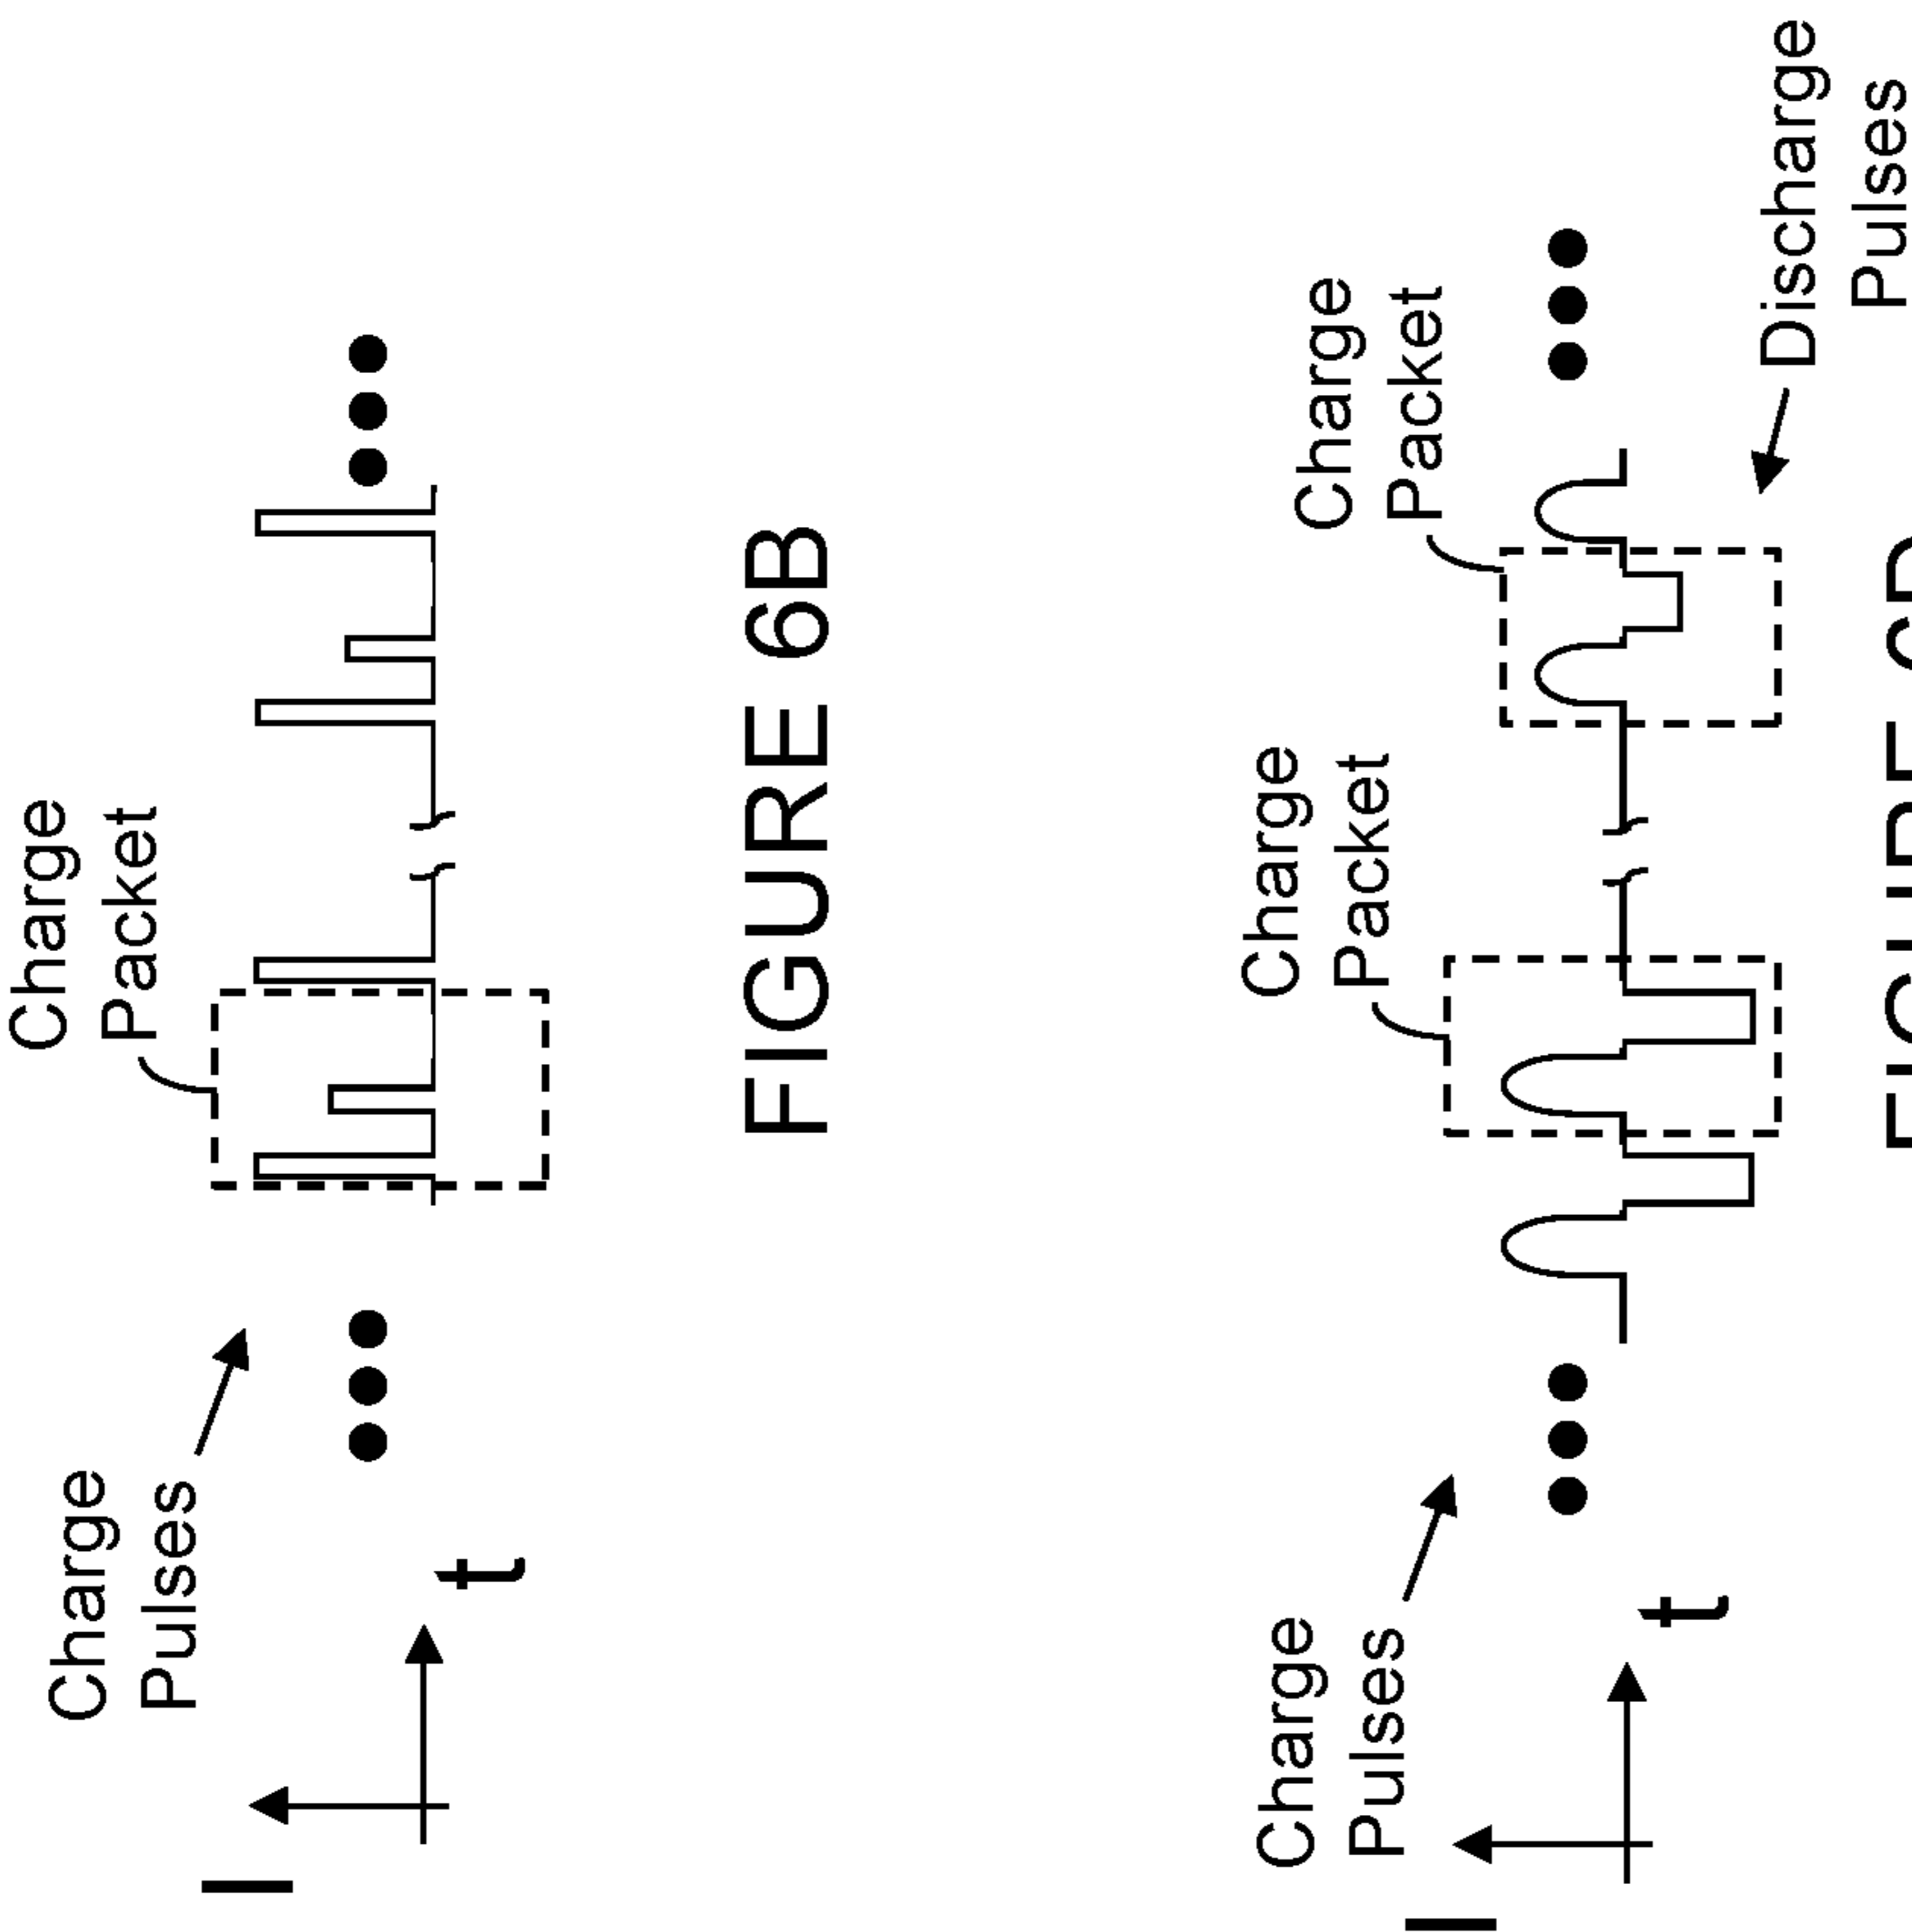 Charge
Packet
Charge
Pulses
I
t
FIGURE 6B
Charge
Packet
Charge
Packet
Charge
Pulses
Discharge
Pulses
I
t